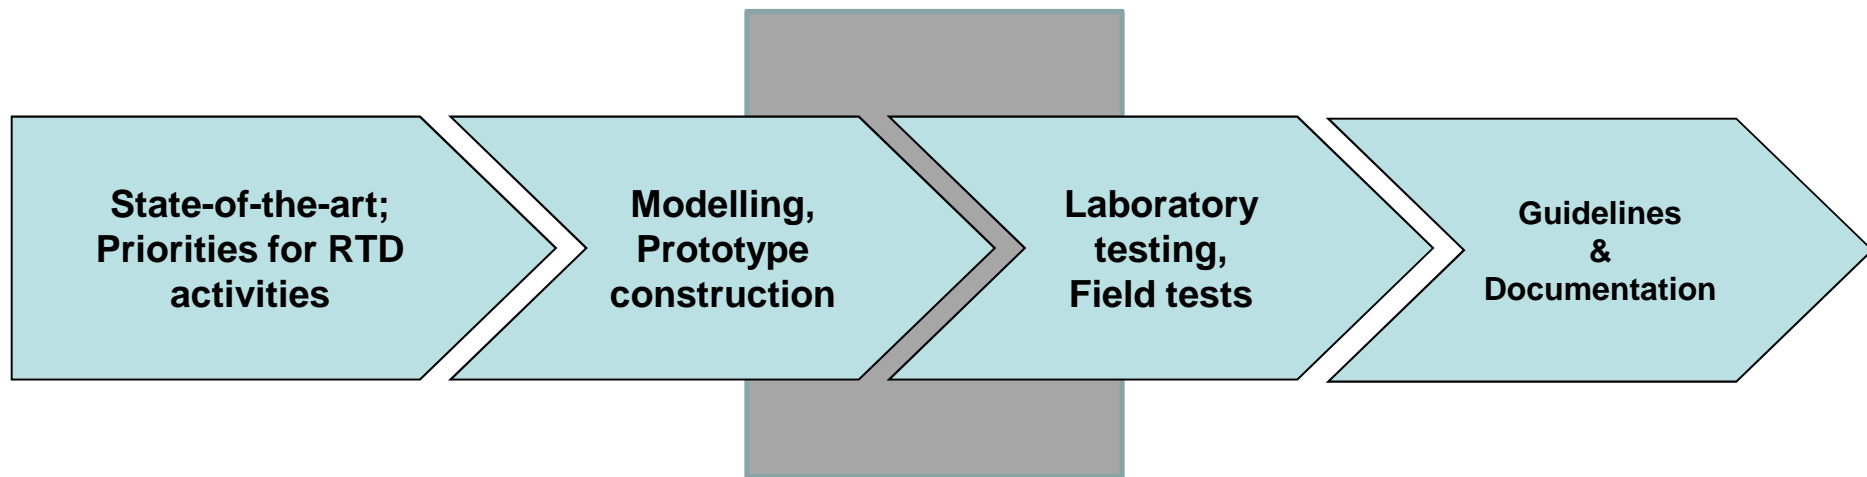 State-of-the-art;
Priorities for RTD
activities
Modelling,
Prototype
construction
Laboratory
testing,
Field tests
Guidelines
&
Documentation